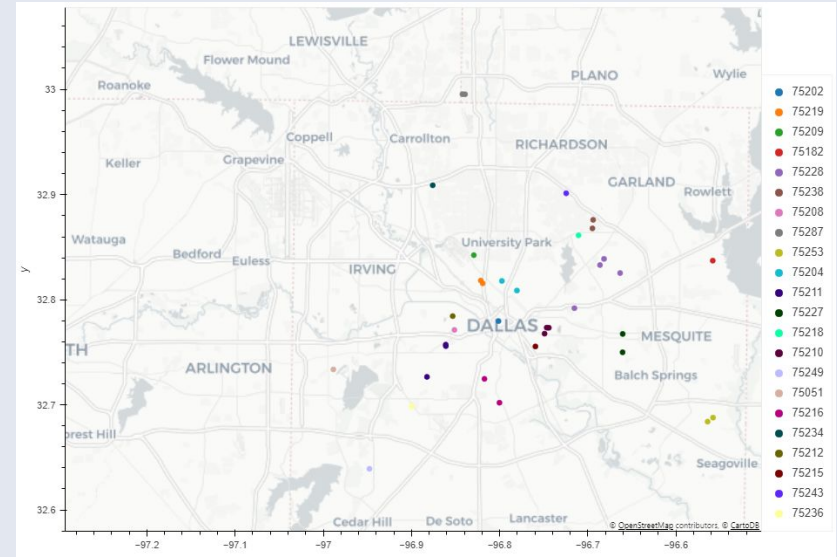 LEWISVILLE
Flower Mound
Roanoke
PLANO
Wylie
33
Coppell
Carrollton
RICHARDSON
Keller
Grapevine
GARLAND
Rowlett
32.9
Watauga
Bedford
Euless
University Park
IRVING
y
32.8
DALLAS
MESQUITE
TH
ARLINGTON
Balch Springs
32.7
orest Hill
Seagoville
32.6
Cedar Hill
De Soto
Lancaster
© OpenStreetMap contributors, © CartoDB
−97.2
−97.1
−97
−96.9
−96.8
−96.7
−96.6
75202
75219
75209
75182
75228
75238
75208
75287
75253
75204
75211
75227
75218
75210
75249
75051
75216
75234
75212
75215
75243
75236